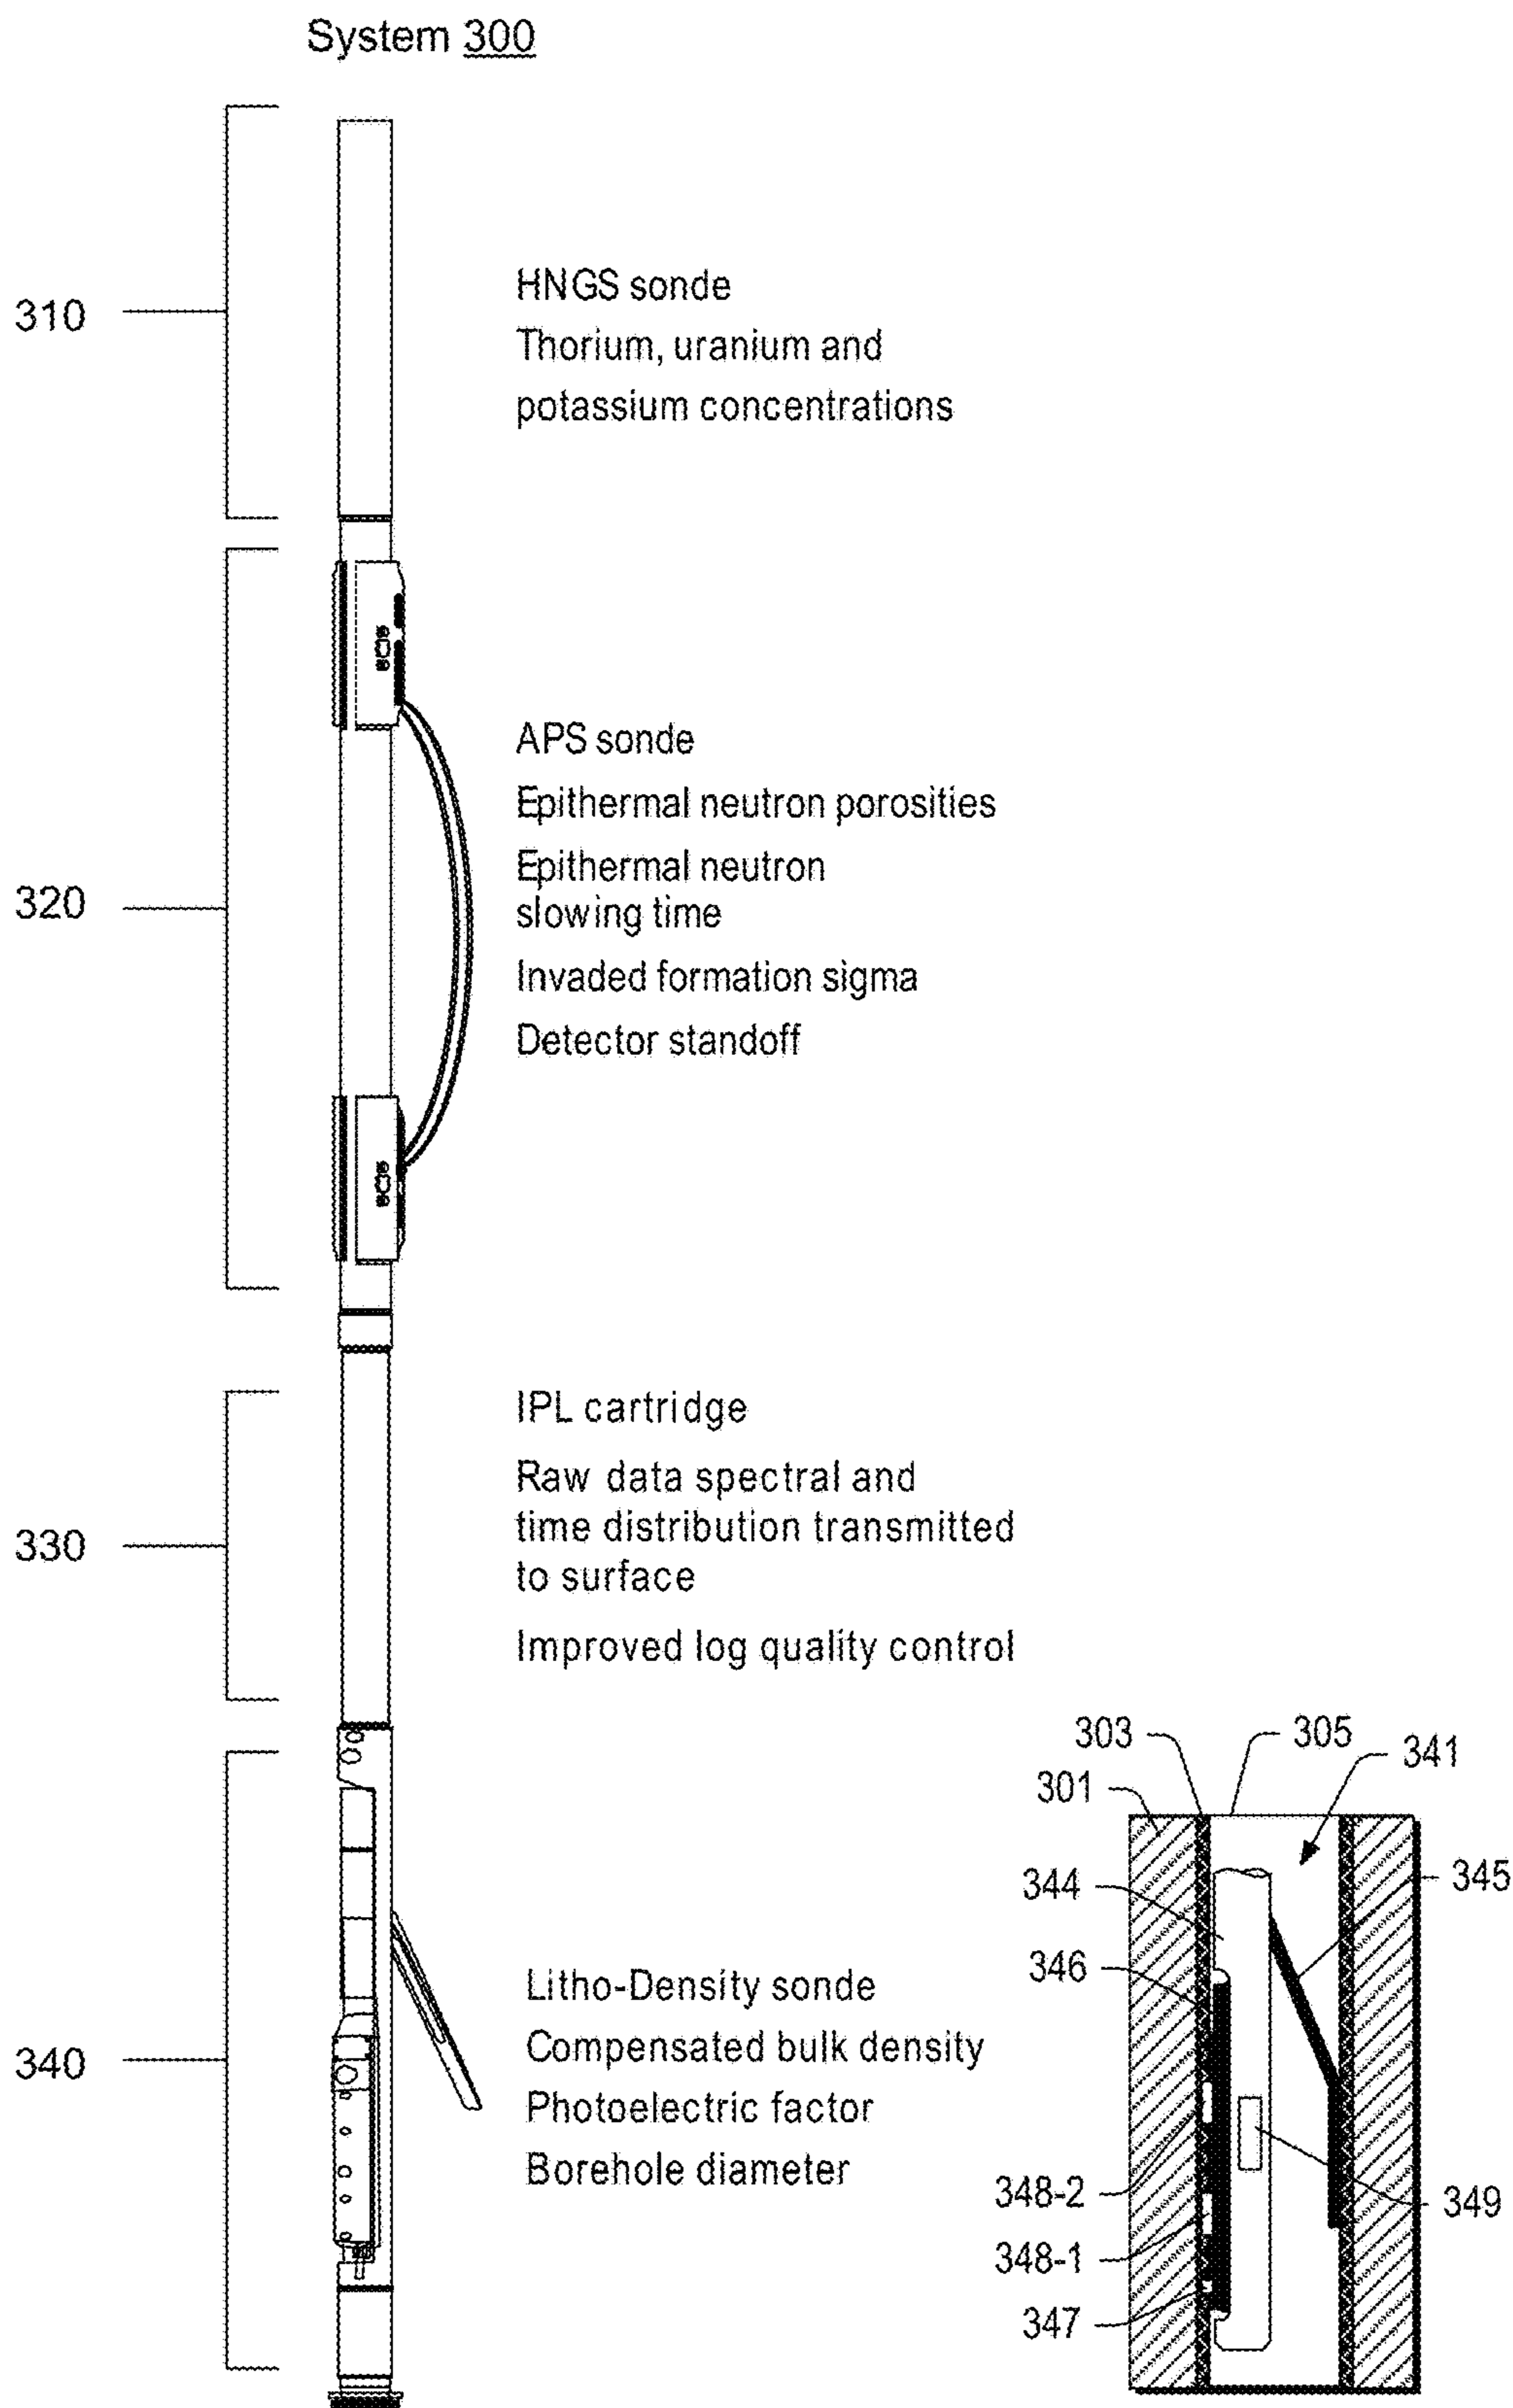 System 300
310
HNGS sonde
Thorium, uranium and
potassium concentrations
320
APS sonde
Epithermal neutron porosities
Epithermal neutron
slowing time
Invaded formation sigma
Detector standoff
330
IPL cartridge
Raw data spectral and
time distribution transmitted
to surface
Improved log quality control
340
Litho-Density sonde
Compensated bulk density
Photoelectric factor
Borehole diameter
303
305
341
301
344
345
346
348-2
349
348-1
347